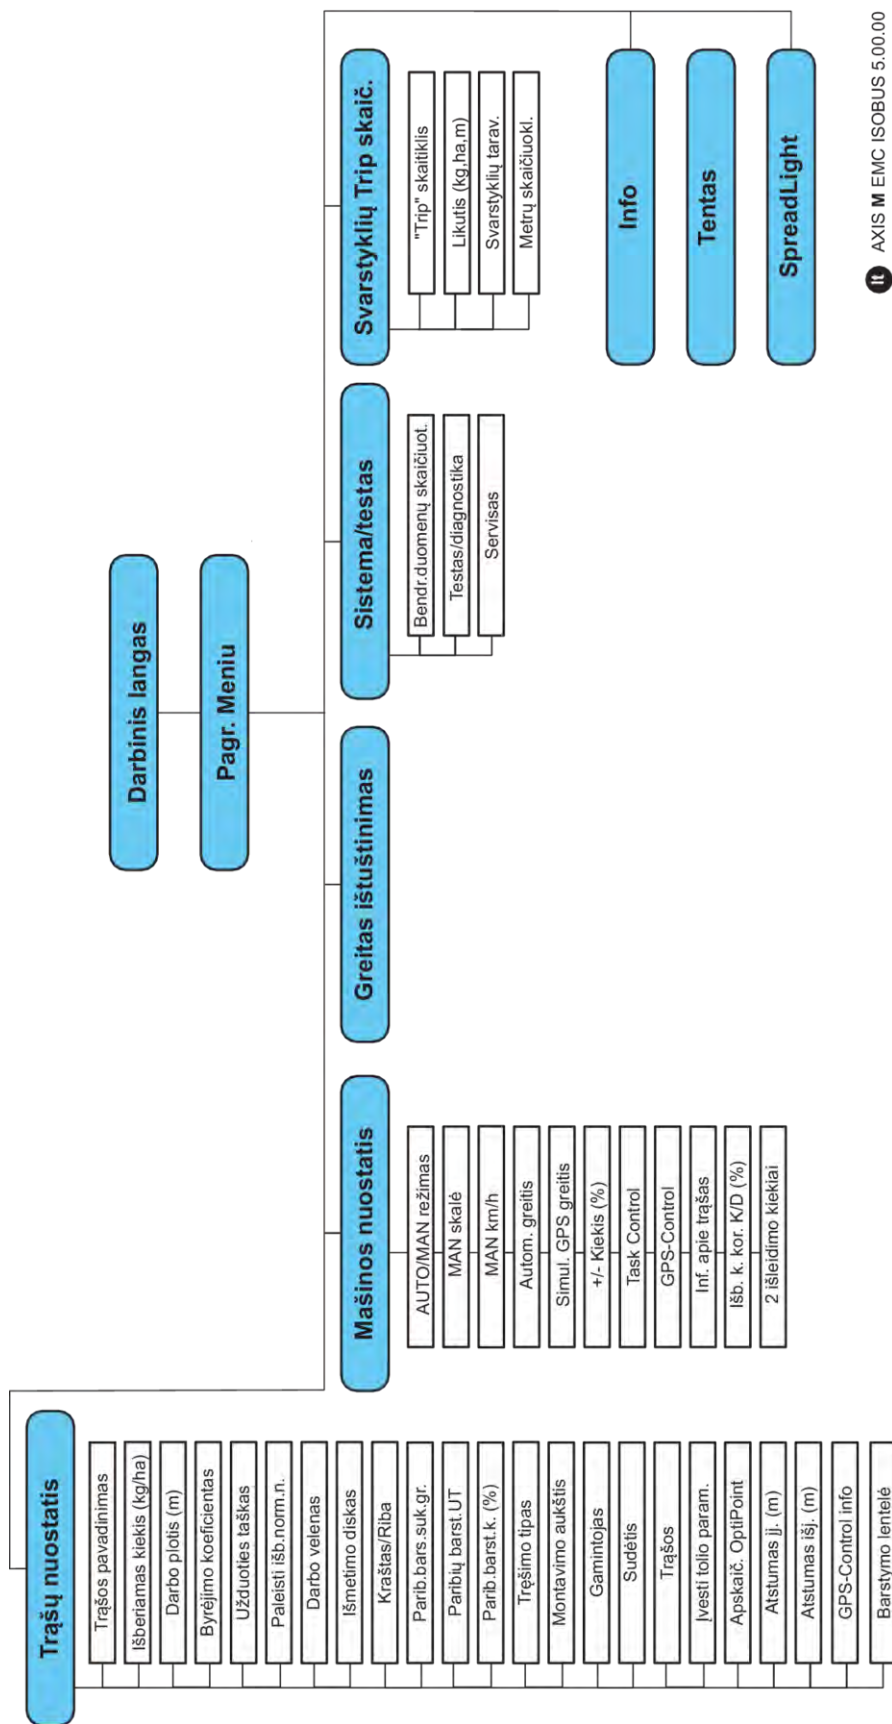 Darbinis langas
Pagr. Meniu
Trąšų nuostatis
Trąšos pavadinimas
Išberiamas kiekis (kg/ha)
Darbo plotis (m)
Byrėjimo koeficientas
Užduoties taškas
Paleisti išb.norm.n.
Darbo velenas
Išmetimo diskas
Kraštas/Riba
Parib.bars.suk.gr.
Paribių barst.UT
Parib.barst.k. (%)
Tręšimo tipas
Montavimo aukštis
Gamintojas
Sudėtis
Trąšos
Įvesti tolio param.
Apskaič. OptiPoint
Atstumas įj. (m)
Atstumas išj. (m)
GPS-Control info
Barstymo lentelė
Mašinos nuostatis
AUTO/MAN režimas
MAN skalė
MAN km/h
Autom. greitis
Simul. GPS greitis
+/- Kiekis (%)
Task Control
GPS-Control
Inf. apie trąšas
Išb. k. kor. K/D (%)
2 išleidimo kiekiai
Greitas ištuštinimas
Sistema/testas
Bendr.duomenų skaičiuot.
Testas/diagnostika
Servisas
Svarstyklių Trip skaič.
"Trip" skaitiklis
Likutis (kg,ha,m)
Svarstyklių tarav.
Metrų skaičiuokl.
Info
Tentas
SpreadLight
lt AXIS M EMC ISOBUS 5.00.00